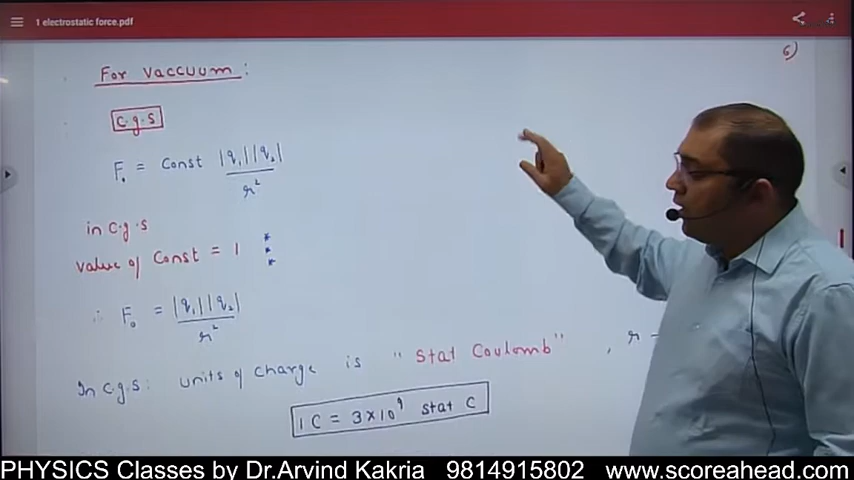 1 electrostatic force.pdf
6)
For Vaccuum :
C.g.s
F₀ = Const |q₁||q₂| / r²
in C.g.s
value of Const = 1 ***
∴ F₀ = |q₁||q₂| / r²
In C.g.s : units of charge is " Stat Coulomb " , r –
1 C = 3×10⁹ stat C
PHYSICS Classes by Dr.Arvind Kakria 9814915802 www.scoreahead.com